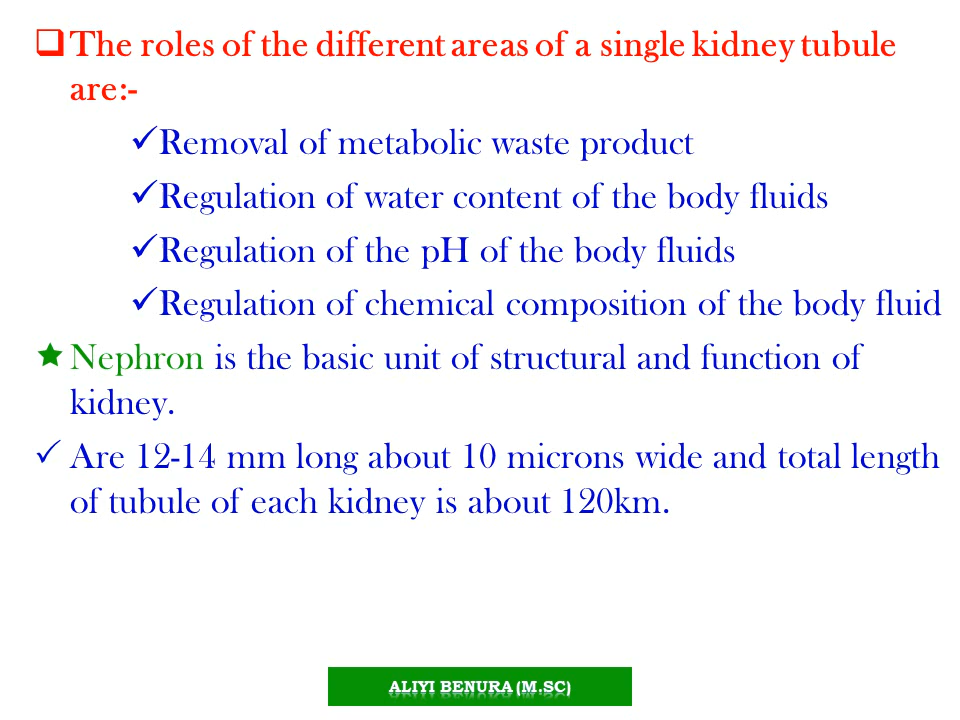 The roles of the different areas of a single kidney tubule
are:-
✓ Removal of metabolic waste product
✓ Regulation of water content of the body fluids
✓ Regulation of the pH of the body fluids
✓ Regulation of chemical composition of the body fluid
★ Nephron is the basic unit of structural and function of
kidney.
✓ Are 12-14 mm long about 10 microns wide and total length
of tubule of each kidney is about 120km.
ALIYI BENURA (M.SC)